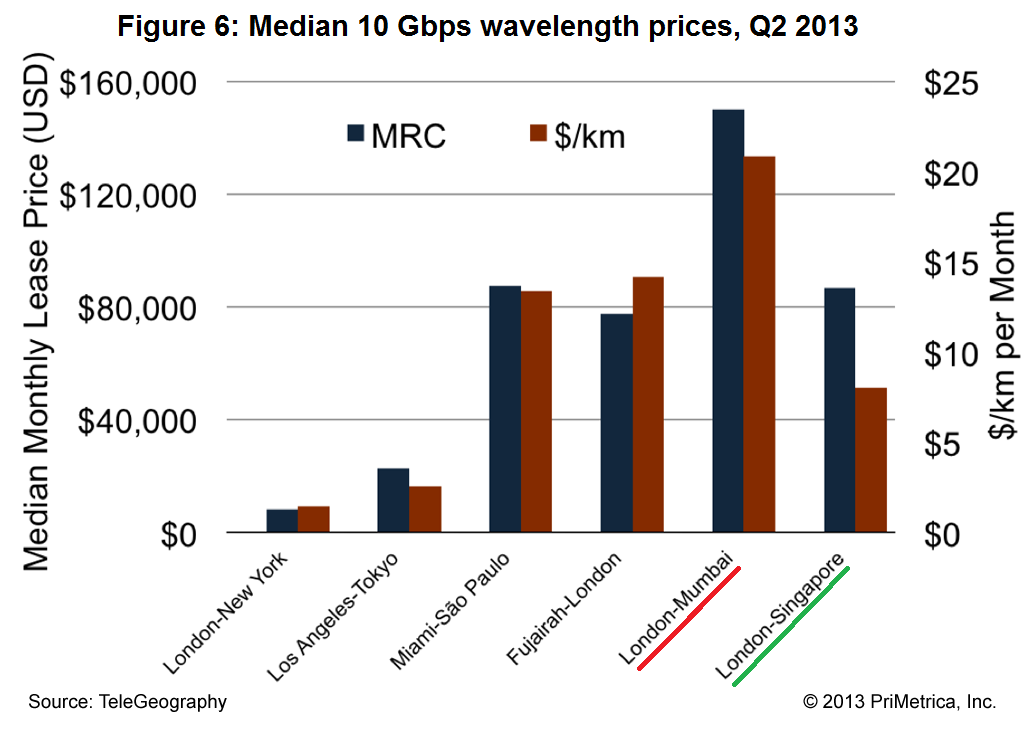 Figure 6: Median 10 Gbps wavelength prices, Q2 2013
Median Monthly Lease Price (USD)
$160,000
$120,000
$80,000
$40,000
$0
MRC
$/km
$25
$20
$15
$10
$5
$0
$/km per Month
London-New York
Los Angeles-Tokyo
Miami-São Paulo
Fujairah-London
London-Mumbai
London-Singapore
Source: TeleGeography
© 2013 PriMetrica, Inc.